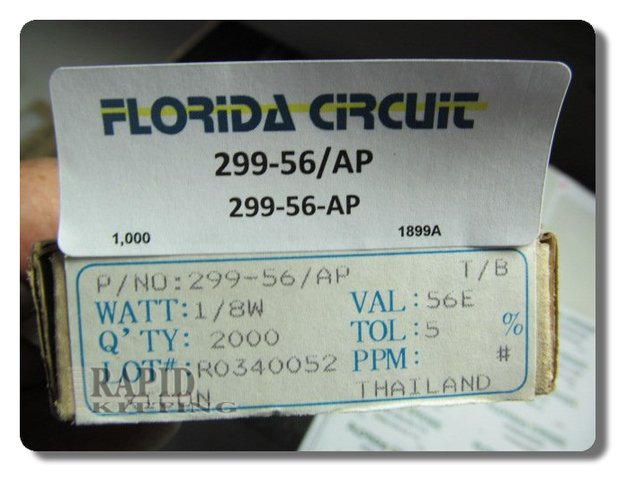 FLORIDA CIRCUIT
299-56/AP
299-56-AP
1,000 1899A
P/NO:299-56/AP T/B
WATT:1/8W VAL:56E
Q'TY: 2000 TOL:5 %
LOT#:R0340052 PPM: #
RAPID
THAILAND
KITTING